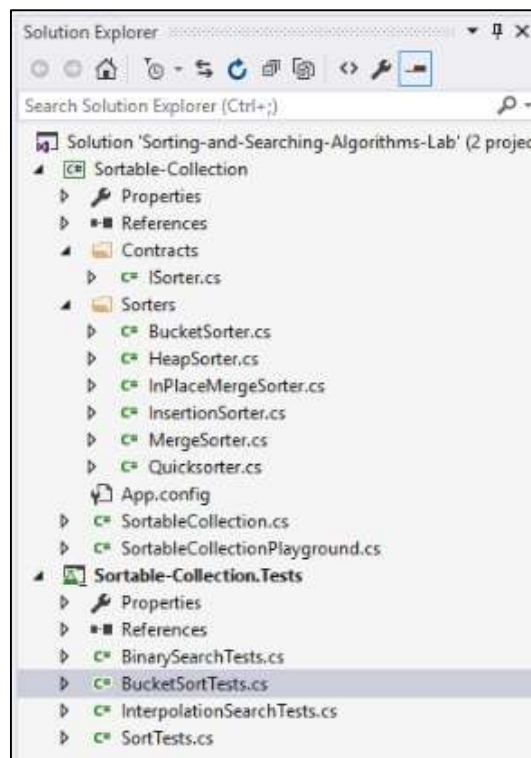 Solution Explorer
Search Solution Explorer (Ctrl+;)
Solution 'Sorting-and-Searching-Algorithms-Lab' (2 projec
C# Sortable-Collection
Properties
References
Contracts
C# ISorter.cs
Sorters
C# BucketSorter.cs
C# HeapSorter.cs
C# InPlaceMergeSorter.cs
C# InsertionSorter.cs
C# MergeSorter.cs
C# Quicksorter.cs
App.config
C# SortableCollection.cs
C# SortableCollectionPlayground.cs
Sortable-Collection.Tests
Properties
References
C# BinarySearchTests.cs
C# BucketSortTests.cs
C# InterpolationSearchTests.cs
C# SortTests.cs